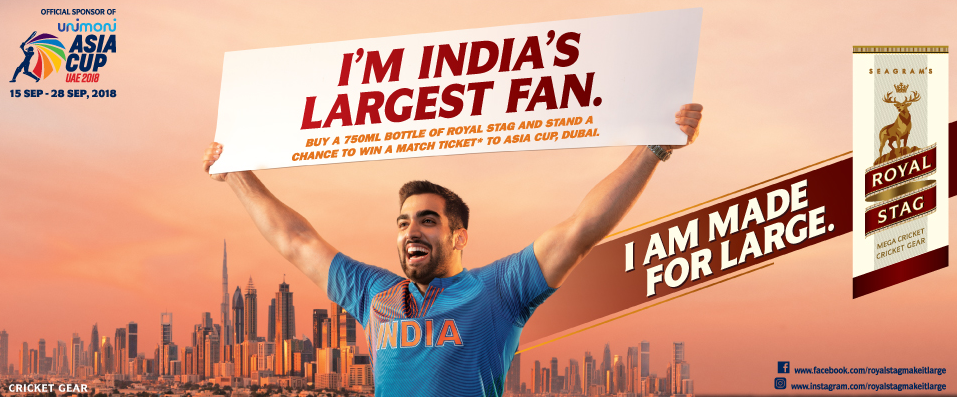 OFFICIAL SPONSOR OF
unimoni
ASIA
CUP
UAE 2018
15 SEP - 28 SEP, 2018
I'M INDIA'S
LARGEST FAN.
BUY A 750ML BOTTLE OF ROYAL STAG AND STAND A
CHANCE TO WIN A MATCH TICKET* TO ASIA CUP, DUBAI.
SEAGRAM'S
ROYAL
STAG
MEGA CRICKET
CRICKET GEAR
I AM MADE
FOR LARGE.
INDIA
CRICKET GEAR
www.facebook.com/royalstagmakeitlarge
www.instagram.com/royalstagmakeitlarge